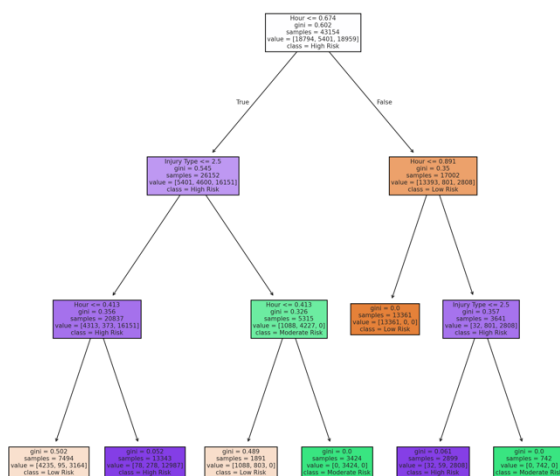 Hour <= 0.674
gini = 0.602
samples = 43154
value = [18794, 5401, 18959]
class = High Risk
True
False
Injury Type <= 2.5
gini = 0.545
samples = 26152
value = [5401, 4600, 16151]
class = High Risk
Hour <= 0.891
gini = 0.35
samples = 17002
value = [13393, 801, 2808]
class = Low Risk
Hour <= 0.413
gini = 0.356
samples = 20837
value = [4313, 373, 16151]
class = High Risk
Hour <= 0.413
gini = 0.326
samples = 5315
value = [1088, 4227, 0]
class = Moderate Risk
gini = 0.0
samples = 13361
value = [13361, 0, 0]
class = Low Risk
Injury Type <= 2.5
gini = 0.357
samples = 3641
value = [32, 801, 2808]
class = High Risk
gini = 0.502
samples = 7494
value = [4235, 95, 3164]
class = Low Risk
gini = 0.052
samples = 13343
value = [78, 278, 12987]
class = High Risk
gini = 0.489
samples = 1891
value = [1088, 803, 0]
class = Low Risk
gini = 0.0
samples = 3424
value = [0, 3424, 0]
class = Moderate Risk
gini = 0.061
samples = 2899
value = [32, 59, 2808]
class = High Risk
gini = 0.0
samples = 742
value = [0, 742, 0]
class = Moderate Risk